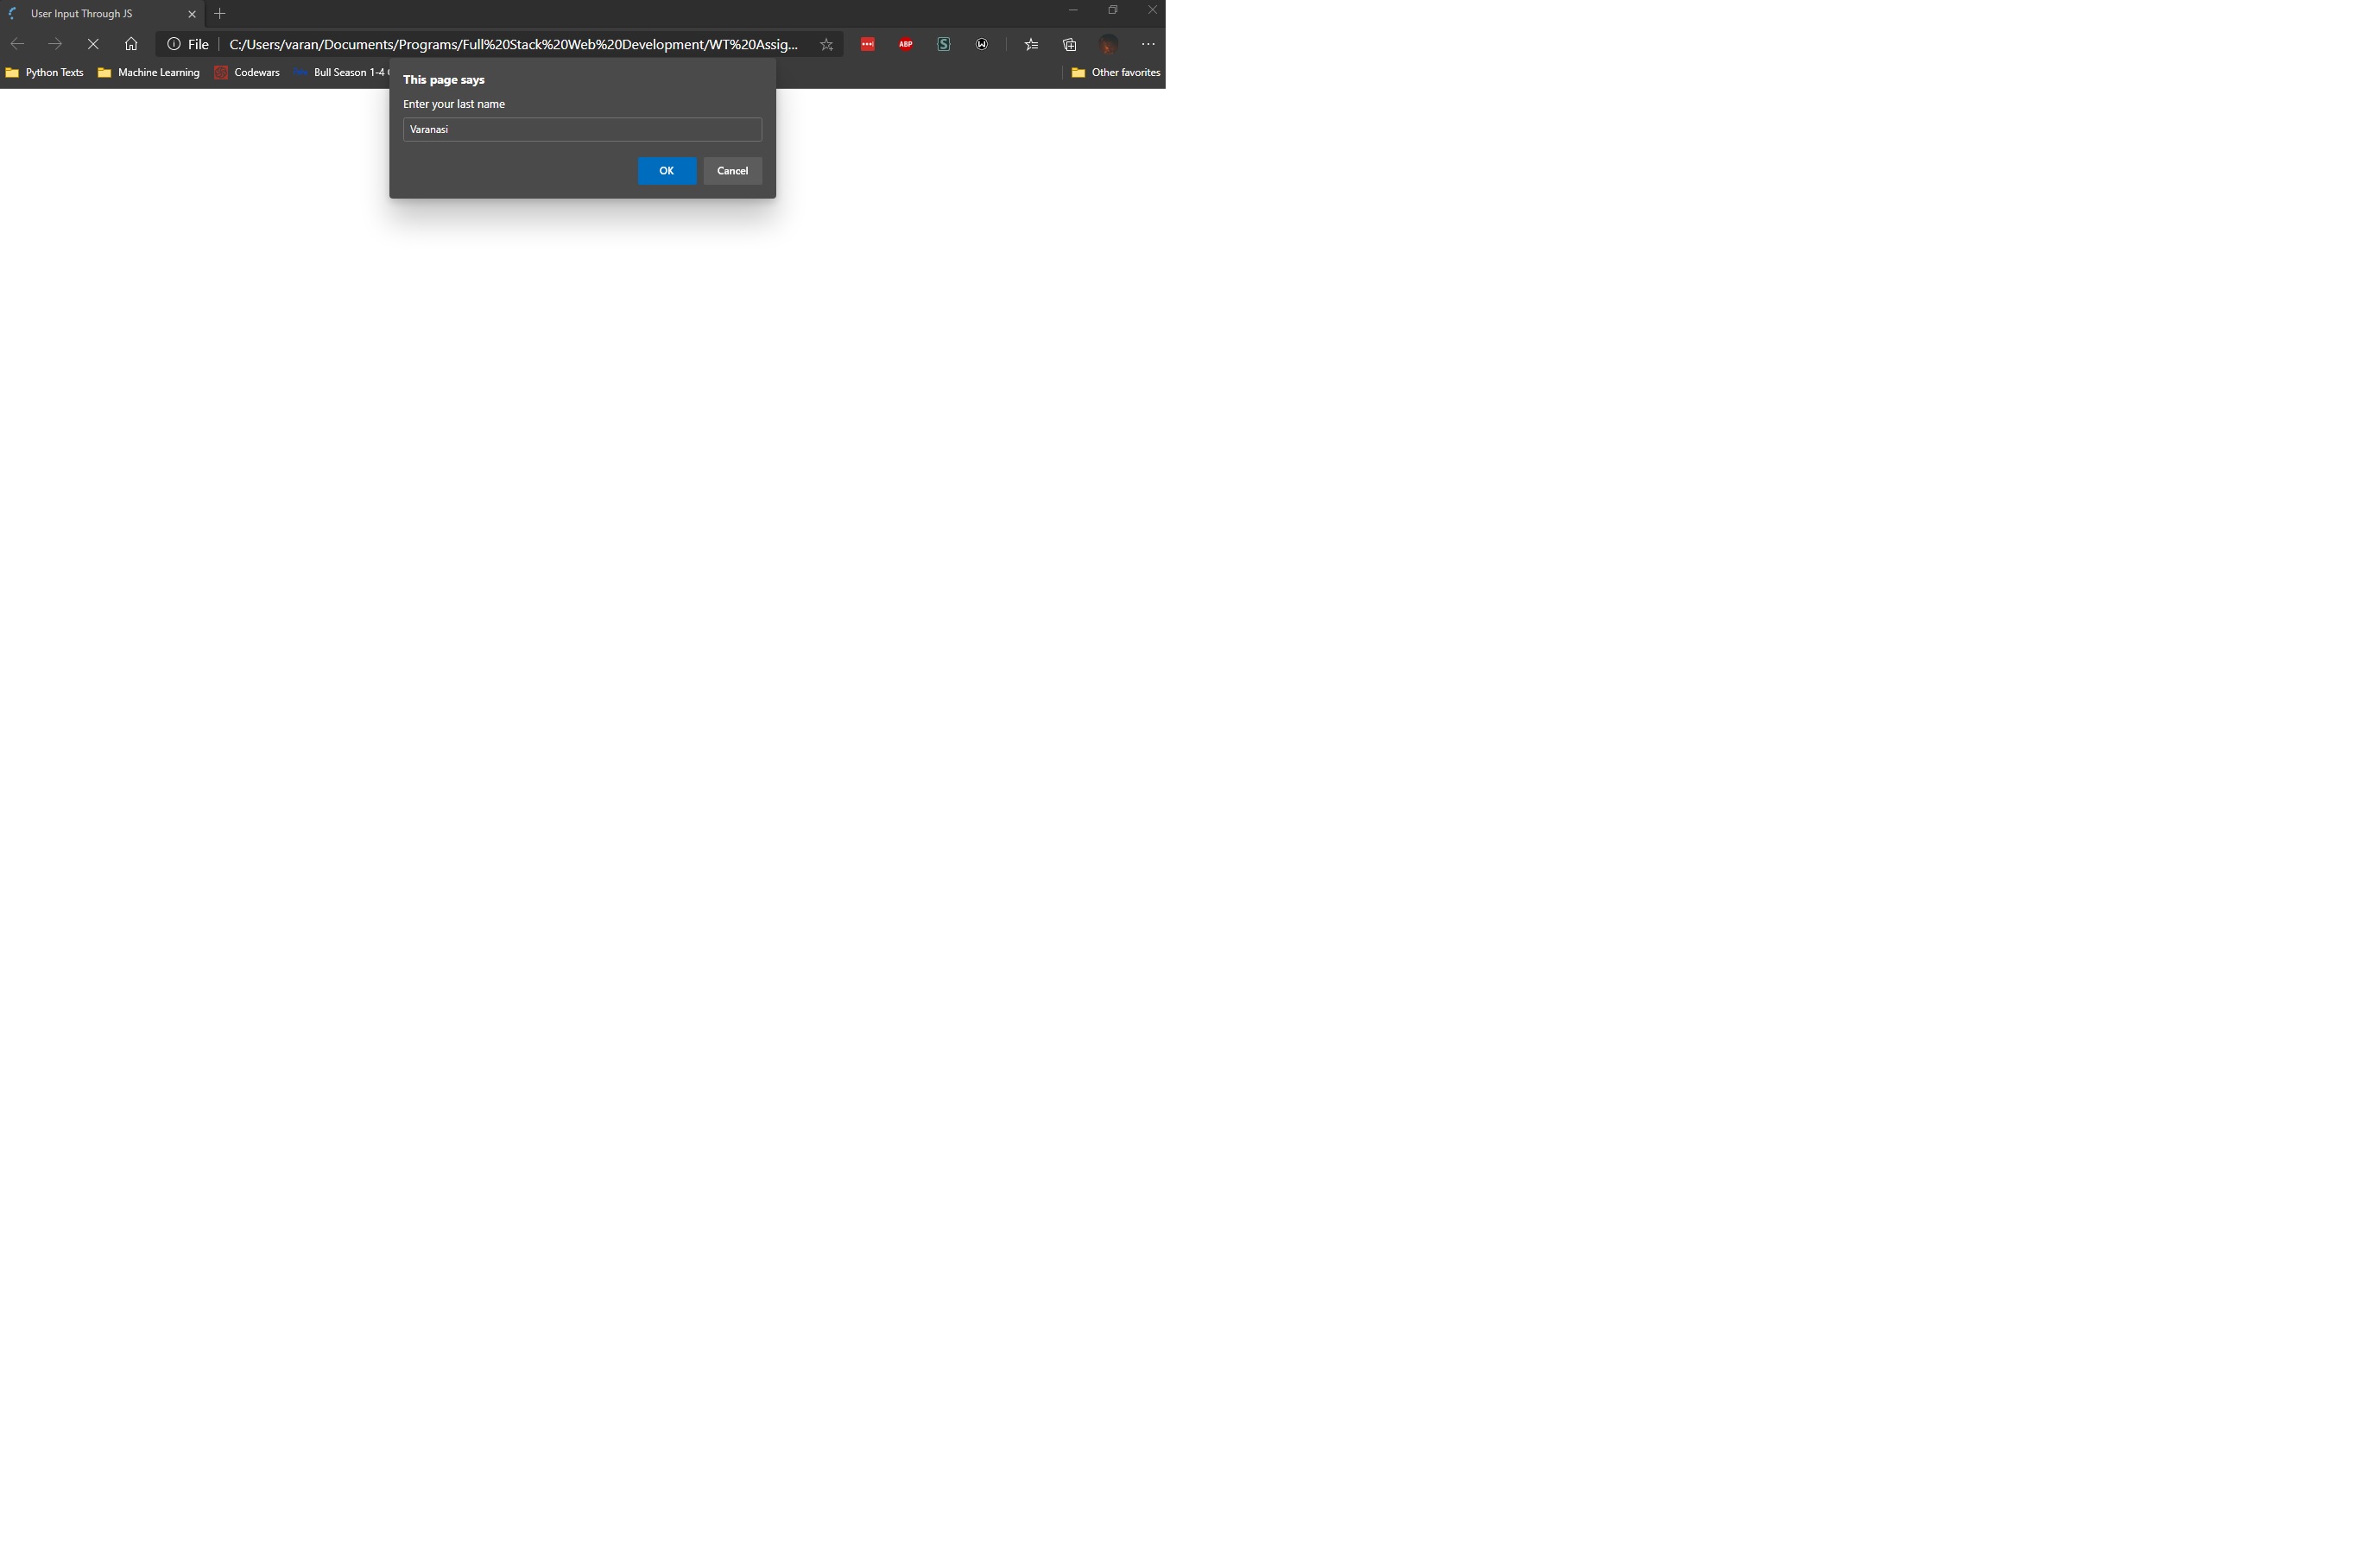 User Input Through JS
File C:/Users/varan/Documents/Programs/Full%20Stack%20Web%20Development/WT%20Assig... ABP S
Python Texts Machine Learning Codewars Bull Season 1-4 Other favorites
This page says
Enter your last name
Varanasi
OK Cancel